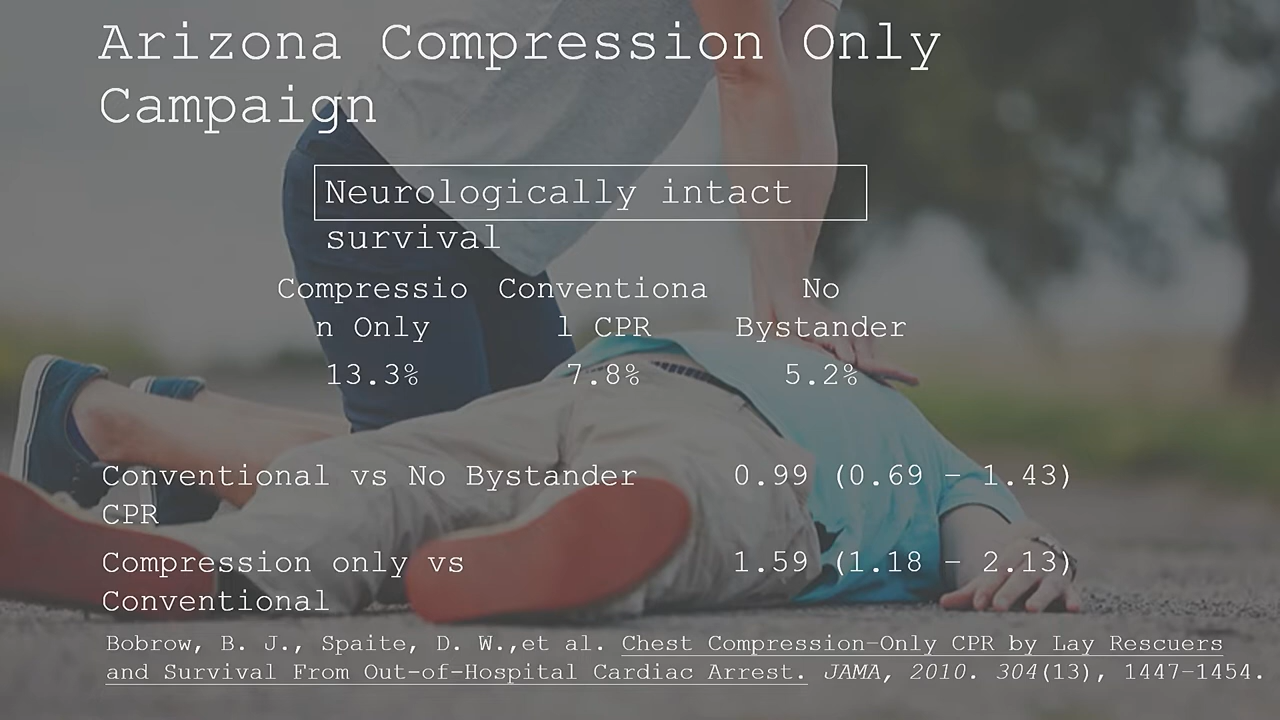 Arizona Compression Only
Campaign
Neurologically intact
survival
Compressio Conventiona No
n Only l CPR Bystander
13.3% 7.8% 5.2%
Conventional vs No Bystander 0.99 (0.69 – 1.43)
CPR
Compression only vs 1.59 (1.18 – 2.13)
Conventional
Bobrow, B. J., Spaite, D. W.,et al. Chest Compression-Only CPR by Lay Rescuers
and Survival From Out-of-Hospital Cardiac Arrest. JAMA, 2010. 304(13), 1447-1454.